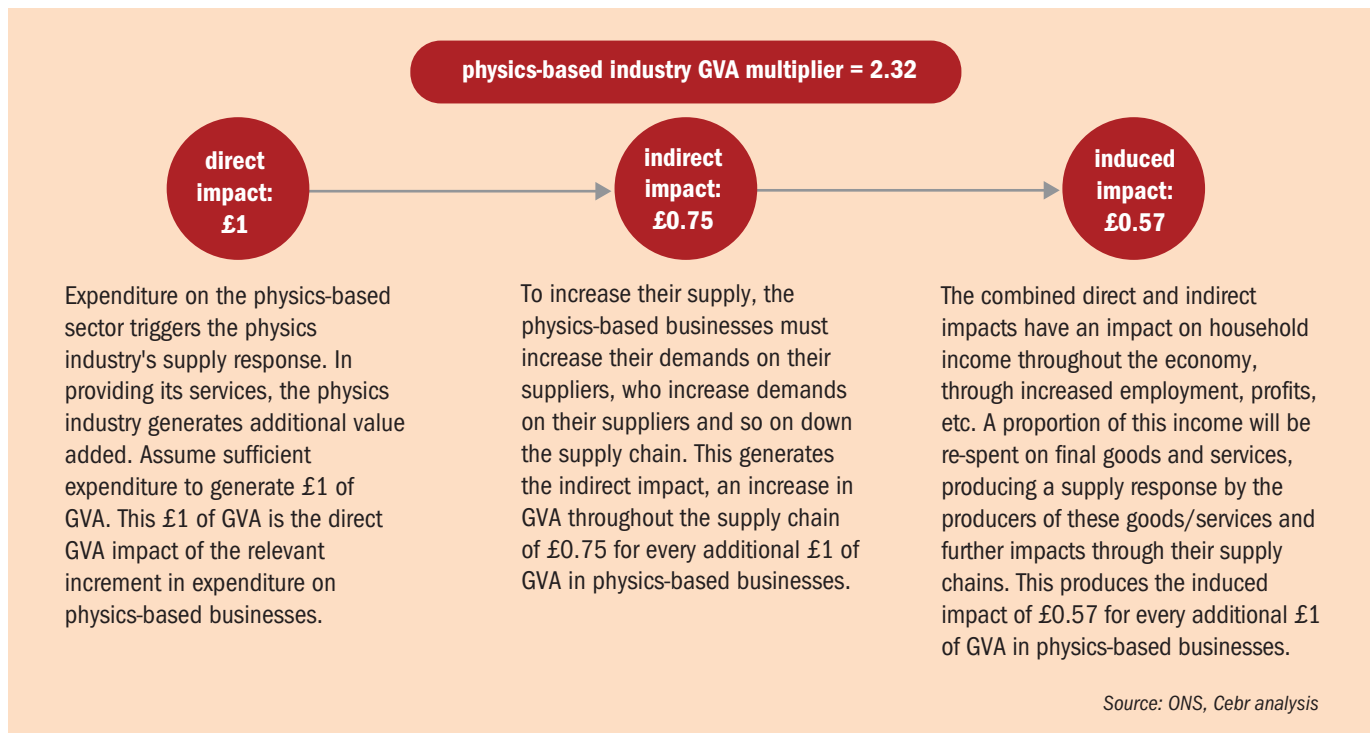 physics-based industry GVA multiplier = 2.32
direct
impact:
£1
indirect
impact:
£0.75
induced
impact:
£0.57
Expenditure on the physics-based
sector triggers the physics
industry's supply response. In
providing its services, the physics
industry generates additional value
added. Assume sufficient
expenditure to generate £1 of
GVA. This £1 of GVA is the direct
GVA impact of the relevant
increment in expenditure on
physics-based businesses.
To increase their supply, the
physics-based businesses must
increase their demands on their
suppliers, who increase demands
on their suppliers and so on down
the supply chain. This generates
the indirect impact, an increase in
GVA throughout the supply chain
of £0.75 for every additional £1 of
GVA in physics-based businesses.
The combined direct and indirect
impacts have an impact on household
income throughout the economy,
through increased employment, profits,
etc. A proportion of this income will be
re-spent on final goods and services,
producing a supply response by the
producers of these goods/services and
further impacts through their supply
chains. This produces the induced
impact of £0.57 for every additional £1
of GVA in physics-based businesses.
Source: ONS, Cebr analysis